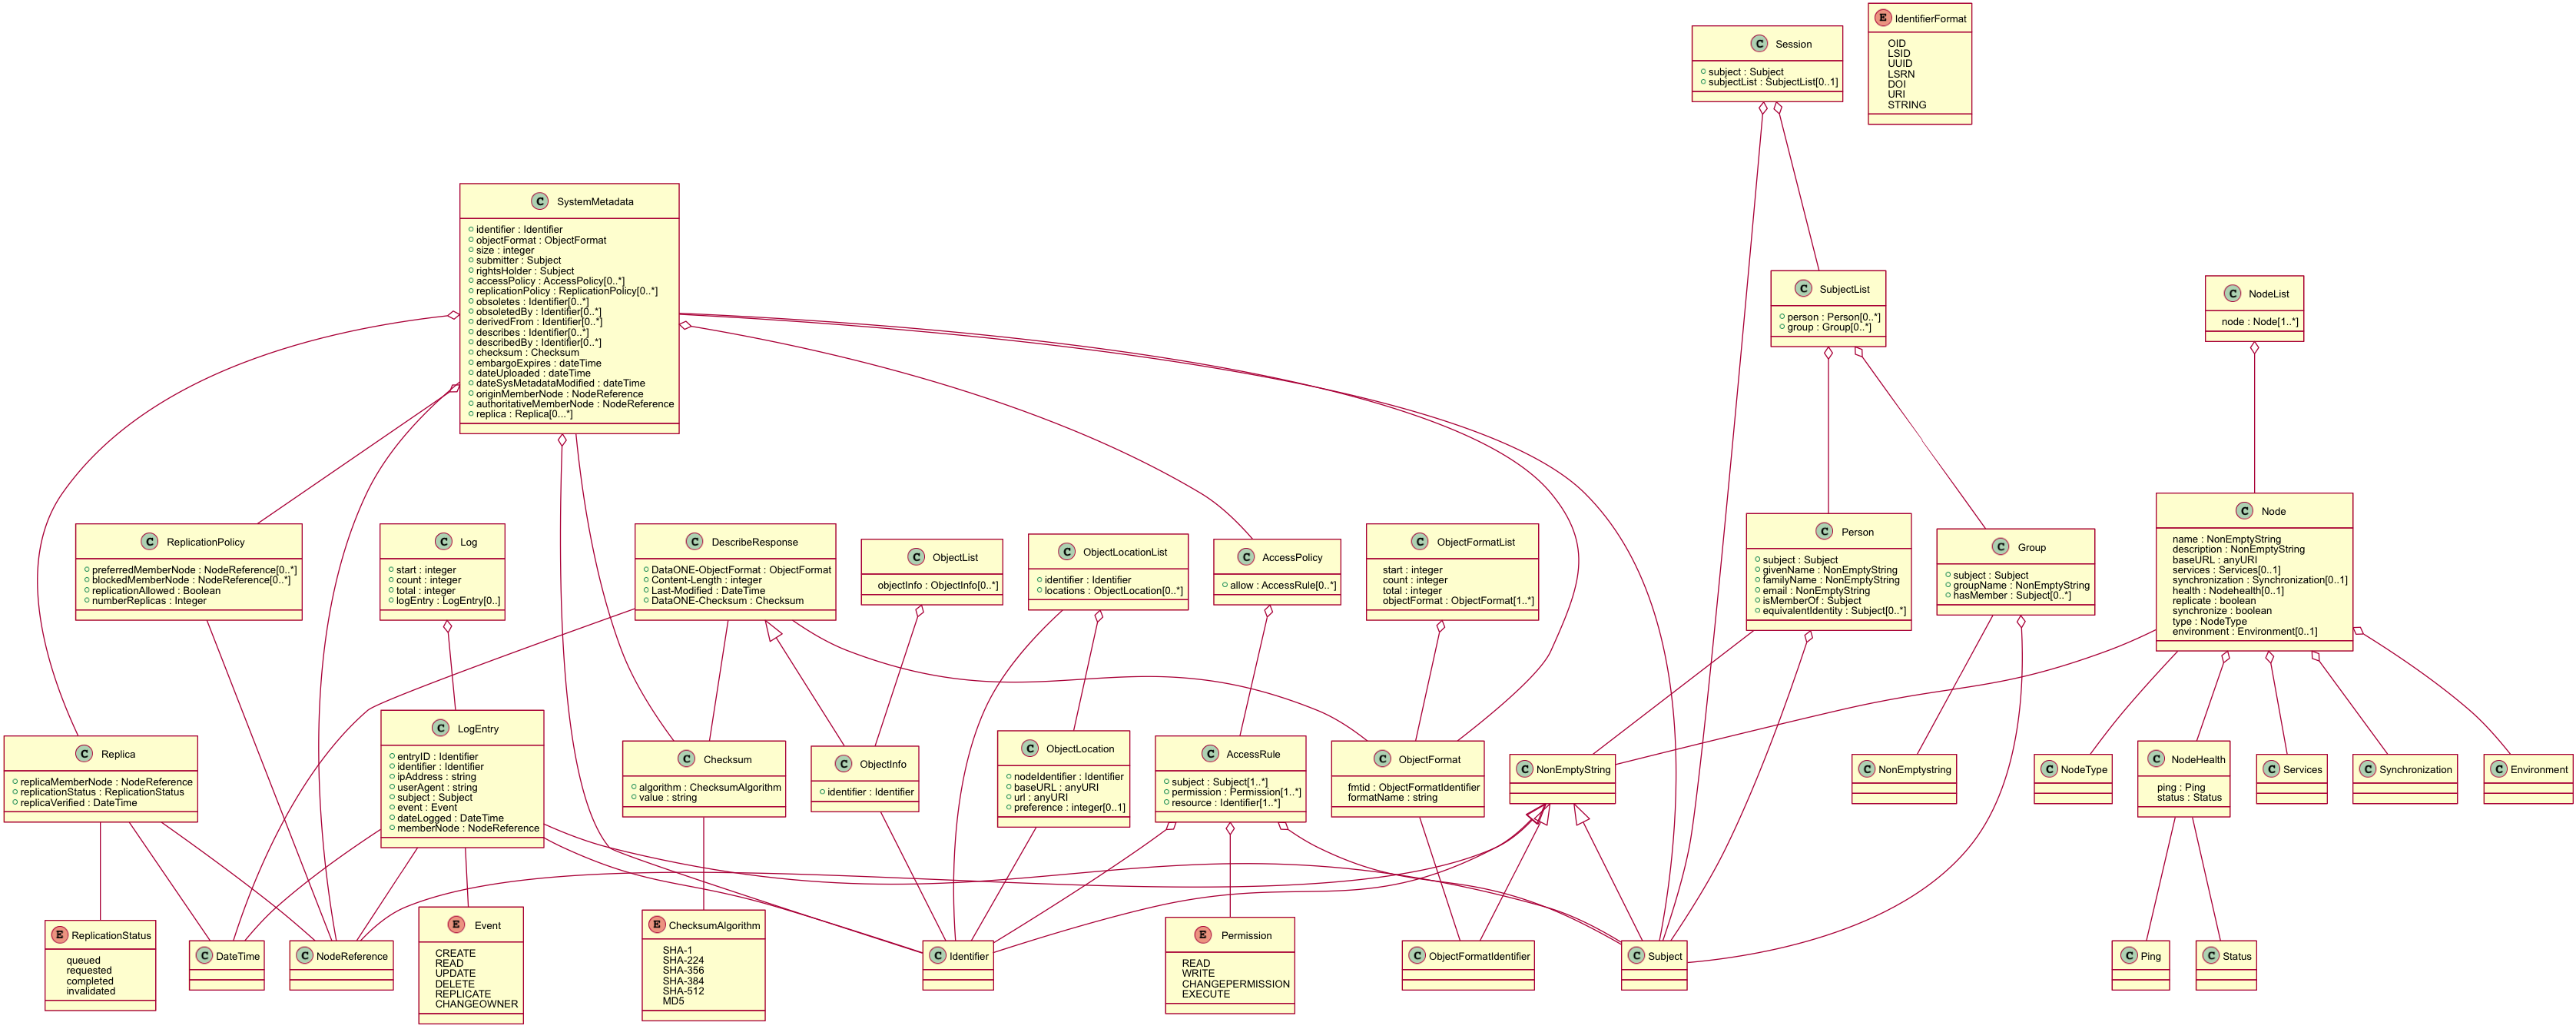 E IdentifierFormat
OID
LSID
UUID
LSRN
DOI
URI
STRING
C Session
subject : Subject
subjectList : SubjectList[0..1]
C SystemMetadata
identifier : Identifier
objectFormat : ObjectFormat
size : integer
submitter : Subject
rightsHolder : Subject
accessPolicy : AccessPolicy[0..*]
replicationPolicy : ReplicationPolicy[0..*]
obsoletes : Identifier[0..*]
obsoletedBy : Identifier[0..*]
derivedFrom : Identifier[0..*]
describes : Identifier[0..*]
describedBy : Identifier[0..*]
checksum : Checksum
embargoExpires : dateTime
dateUploaded : dateTime
dateSysMetadataModified : dateTime
originMemberNode : NodeReference
authoritativeMemberNode : NodeReference
replica : Replica[0...*]
C SubjectList
person : Person[0..*]
group : Group[0..*]
C NodeList
node : Node[1..*]
C ReplicationPolicy
preferredMemberNode : NodeReference[0..*]
blockedMemberNode : NodeReference[0..*]
replicationAllowed : Boolean
numberReplicas : Integer
C Log
start : integer
count : integer
total : integer
logEntry : LogEntry[0..]
C DescribeResponse
DataONE-ObjectFormat : ObjectFormat
Content-Length : integer
Last-Modified : DateTime
DataONE-Checksum : Checksum
C ObjectList
objectInfo : ObjectInfo[0..*]
C ObjectLocationList
identifier : Identifier
locations : ObjectLocation[0..*]
C AccessPolicy
allow : AccessRule[0..*]
C ObjectFormatList
start : integer
count : integer
total : integer
objectFormat : ObjectFormat[1..*]
C Person
subject : Subject
givenName : NonEmptyString
familyName : NonEmptyString
email : NonEmptyString
isMemberOf : Subject
equivalentIdentity : Subject[0..*]
C Group
subject : Subject
groupName : NonEmptyString
hasMember : Subject[0..*]
C Node
name : NonEmptyString
description : NonEmptyString
baseURL : anyURI
services : Services[0..1]
synchronization : Synchronization[0..1]
health : Nodehealth[0..1]
replicate : boolean
synchronize : boolean
type : NodeType
environment : Environment[0..1]
C Replica
replicaMemberNode : NodeReference
replicationStatus : ReplicationStatus
replicaVerified : DateTime
C LogEntry
entryID : Identifier
identifier : Identifier
ipAddress : string
userAgent : string
subject : Subject
event : Event
dateLogged : DateTime
memberNode : NodeReference
C Checksum
algorithm : ChecksumAlgorithm
value : string
C ObjectInfo
identifier : Identifier
C ObjectLocation
nodeIdentifier : Identifier
baseURL : anyURI
url : anyURI
preference : integer[0..1]
C AccessRule
subject : Subject[1..*]
permission : Permission[1..*]
resource : Identifier[1..*]
C ObjectFormat
fmtid : ObjectFormatIdentifier
formatName : string
C NonEmptyString
C NonEmptystring
C NodeType
C NodeHealth
ping : Ping
status : Status
C Services
C Synchronization
C Environment
E ReplicationStatus
queued
requested
completed
invalidated
C DateTime
C NodeReference
E Event
CREATE
READ
UPDATE
DELETE
REPLICATE
CHANGEOWNER
E ChecksumAlgorithm
SHA-1
SHA-224
SHA-356
SHA-384
SHA-512
MD5
C Identifier
E Permission
READ
WRITE
CHANGEPERMISSION
EXECUTE
C ObjectFormatIdentifier
C Subject
C Ping
C Status